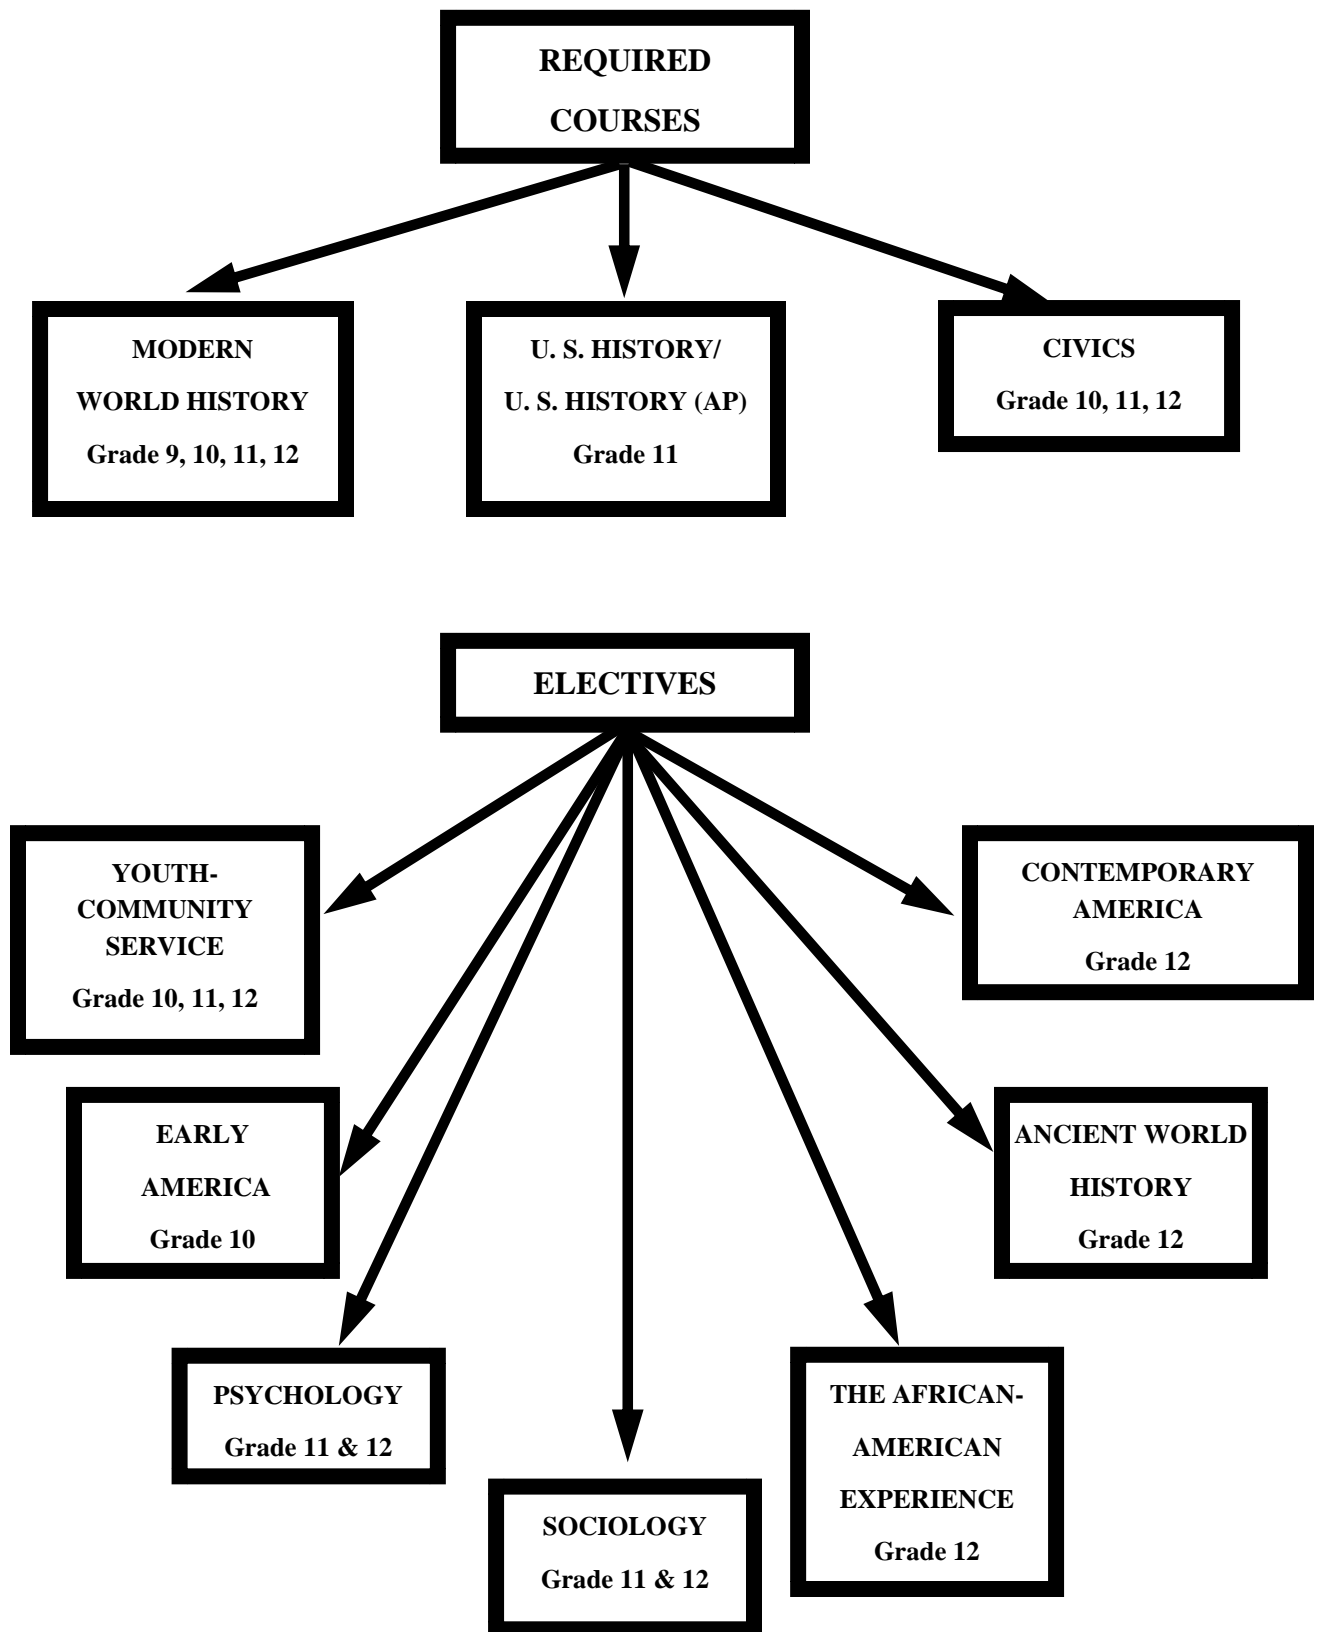 REQUIRED
COURSES
MODERN
WORLD HISTORY
Grade 9, 10, 11, 12
U. S. HISTORY/
U. S. HISTORY (AP)
Grade 11
CIVICS
Grade 10, 11, 12
ELECTIVES
YOUTH-
COMMUNITY
SERVICE
Grade 10, 11, 12
CONTEMPORARY
AMERICA
Grade 12
EARLY
AMERICA
Grade 10
ANCIENT WORLD
HISTORY
Grade 12
PSYCHOLOGY
Grade 11 & 12
SOCIOLOGY
Grade 11 & 12
THE AFRICAN-
AMERICAN
EXPERIENCE
Grade 12